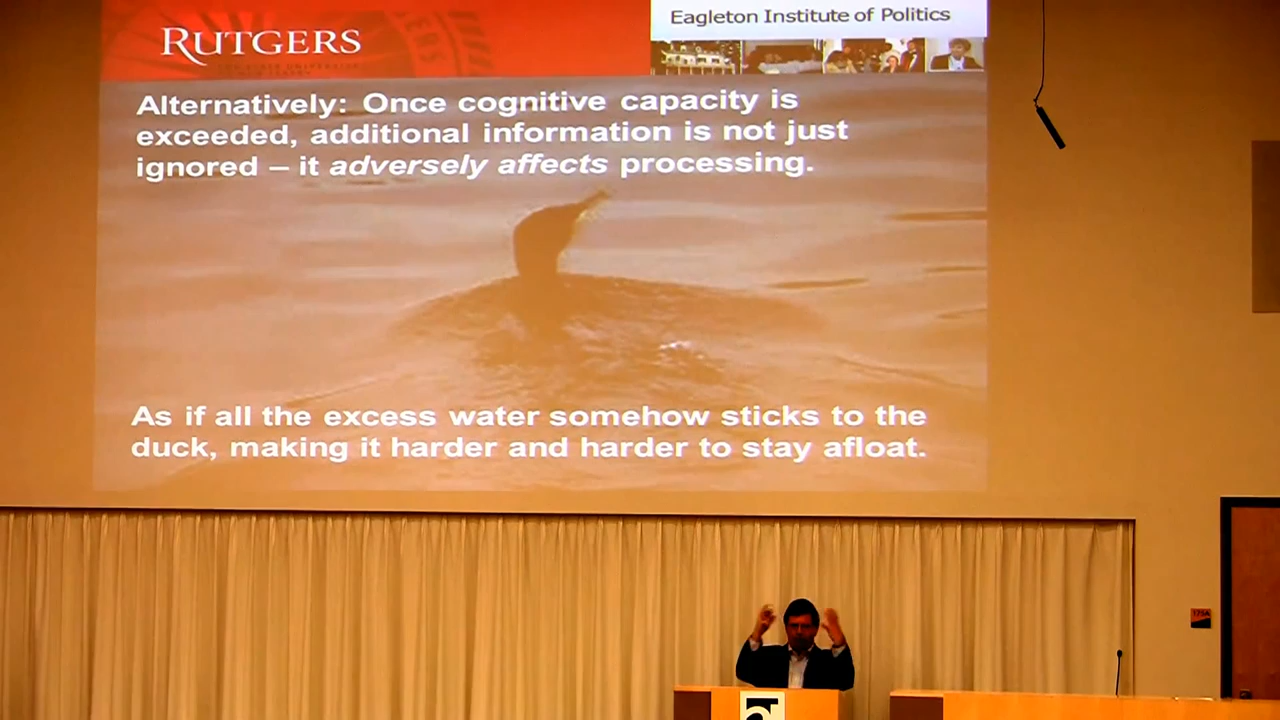 RUTGERS
Eagleton Institute of Politics
Alternatively: Once cognitive capacity is
exceeded, additional information is not just
ignored – it adversely affects processing.
As if all the excess water somehow sticks to the
duck, making it harder and harder to stay afloat.
173A